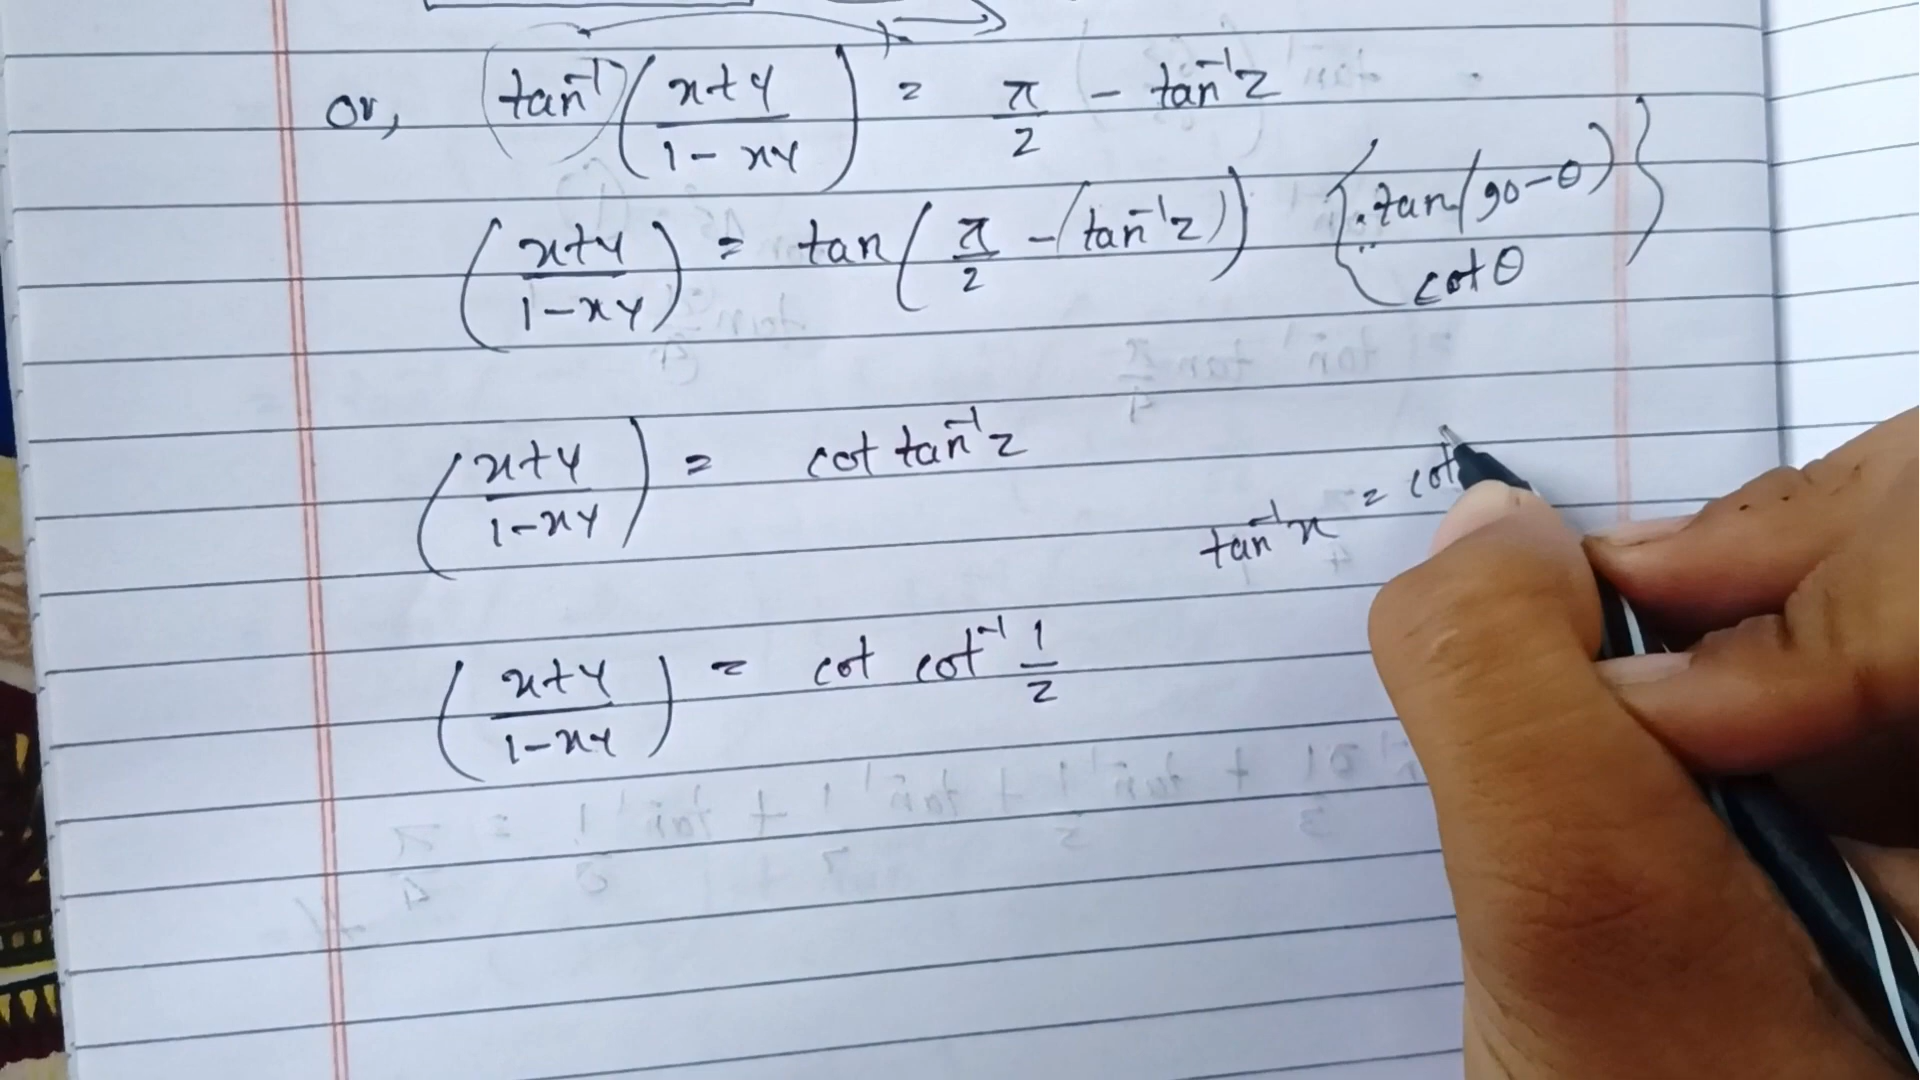 or, tan⁻¹ ( x+y / 1-xy ) = π/2 - tan⁻¹z
( x+y / 1-xy ) = tan ( π/2 - (tan⁻¹z) ) { tan(90-θ)
cotθ }
( x+y / 1-xy ) = cot tan⁻¹z
tan⁻¹x = cot
( x+y / 1-xy ) = cot cot⁻¹ 1/z